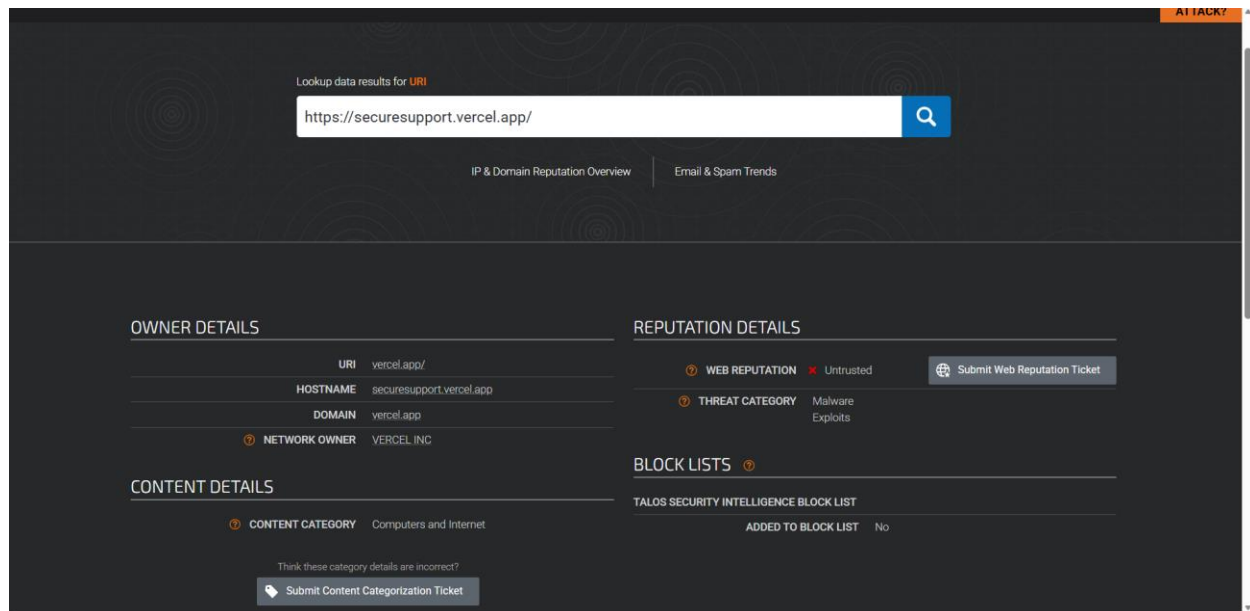 ATTACK?
Lookup data results for URI
https://securesupport.vercel.app/
IP & Domain Reputation Overview
Email & Spam Trends
OWNER DETAILS
URI vercel.app/
HOSTNAME securesupport.vercel.app
DOMAIN vercel.app
? NETWORK OWNER VERCEL INC
CONTENT DETAILS
? CONTENT CATEGORY Computers and Internet
Think these category details are incorrect?
Submit Content Categorization Ticket
REPUTATION DETAILS
? WEB REPUTATION Untrusted
Submit Web Reputation Ticket
? THREAT CATEGORY Malware
Exploits
BLOCK LISTS ?
TALOS SECURITY INTELLIGENCE BLOCK LIST
ADDED TO BLOCK LIST No